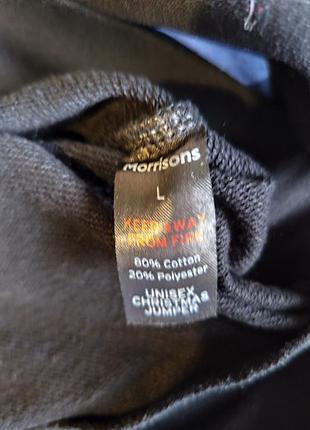 Morrisons
L
KEEP AWAY
FROM FIRE
80% Cotton
20% Polyester
UNISEX
CHRISTMAS
JUMPER